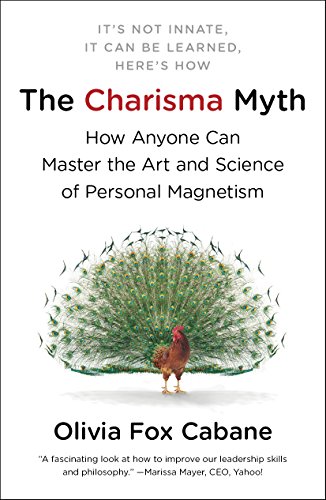 IT'S NOT INNATE,
IT CAN BE LEARNED,
HERE'S HOW
The Charisma Myth
How Anyone Can
Master the Art and Science
of Personal Magnetism
Olivia Fox Cabane
"A fascinating look at how to improve our leadership skills
and philosophy." —Marissa Mayer, CEO, Yahoo!